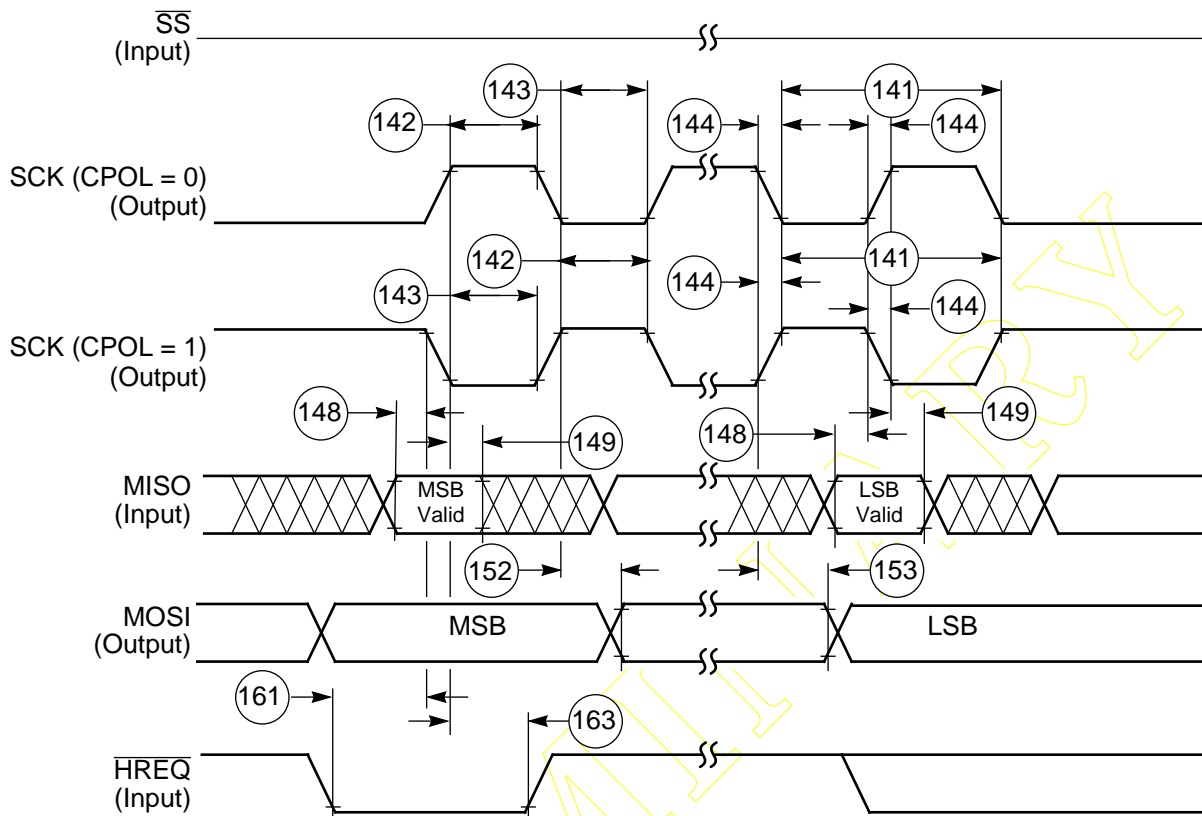 SS
(Input)
143
141
142
144
144
SCK (CPOL = 0)
(Output)
142
141
143
144
144
SCK (CPOL = 1)
(Output)
148
149
148
149
MISO
(Input)
MSB
Valid
LSB
Valid
152
153
MOSI
(Output)
MSB
LSB
161
163
HREQ
(Input)